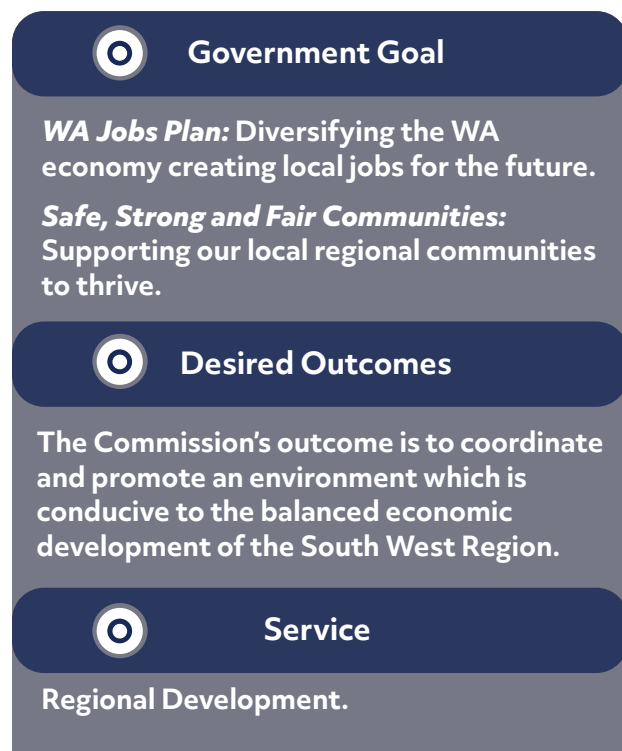 Government Goal
WA Jobs Plan: Diversifying the WA
economy creating local jobs for the future.
Safe, Strong and Fair Communities:
Supporting our local regional communities
to thrive.
Desired Outcomes
The Commission’s outcome is to coordinate
and promote an environment which is
conducive to the balanced economic
development of the South West Region.
Service
Regional Development.